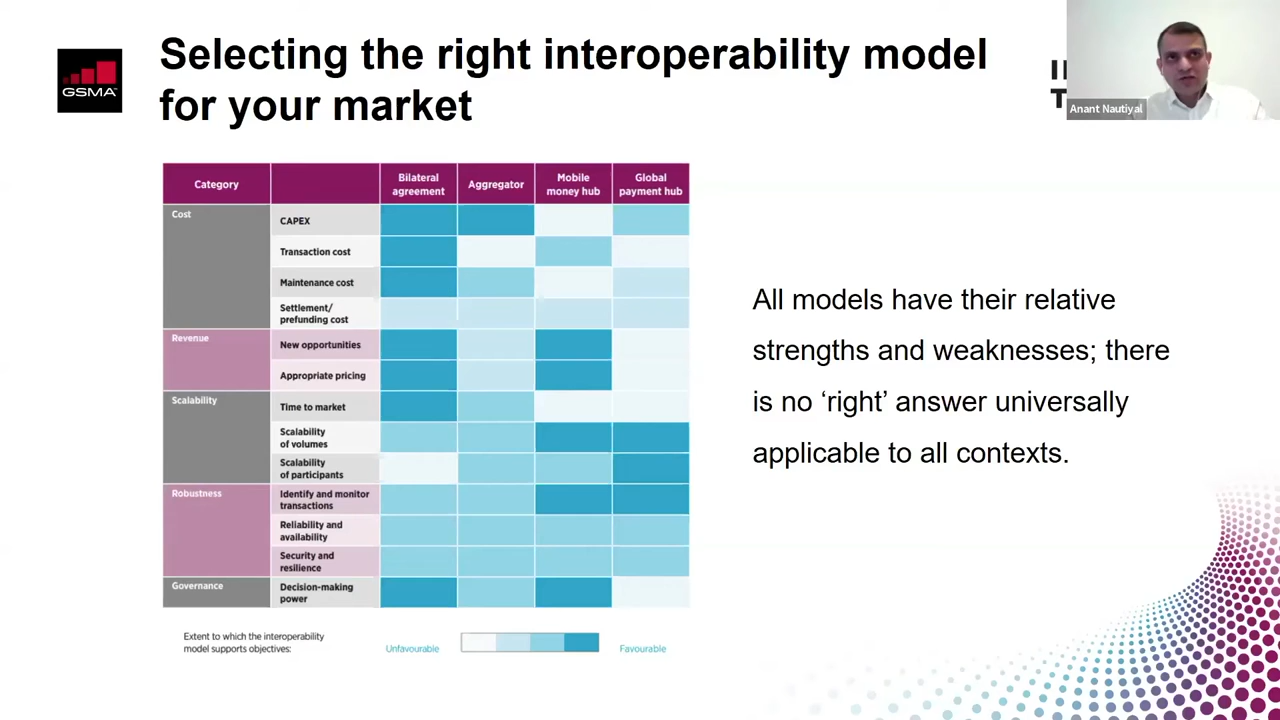 Selecting the right interoperability model
for your market
GSMA
Anant Nautiyal
Category
Bilateral
agreement
Aggregator
Mobile
money hub
Global
payment hub
Cost
CAPEX
Transaction cost
Maintenance cost
Settlement/
prefunding cost
Revenue
New opportunities
Appropriate pricing
Scalability
Time to market
Scalability
of volumes
Scalability
of participants
Robustness
Identify and monitor
transactions
Reliability and
availability
Security and
resilience
Governance
Decision-making
power
Extent to which the interoperability
model supports objectives:
Unfavourable
Favourable
All models have their relative
strengths and weaknesses; there
is no ‘right’ answer universally
applicable to all contexts.